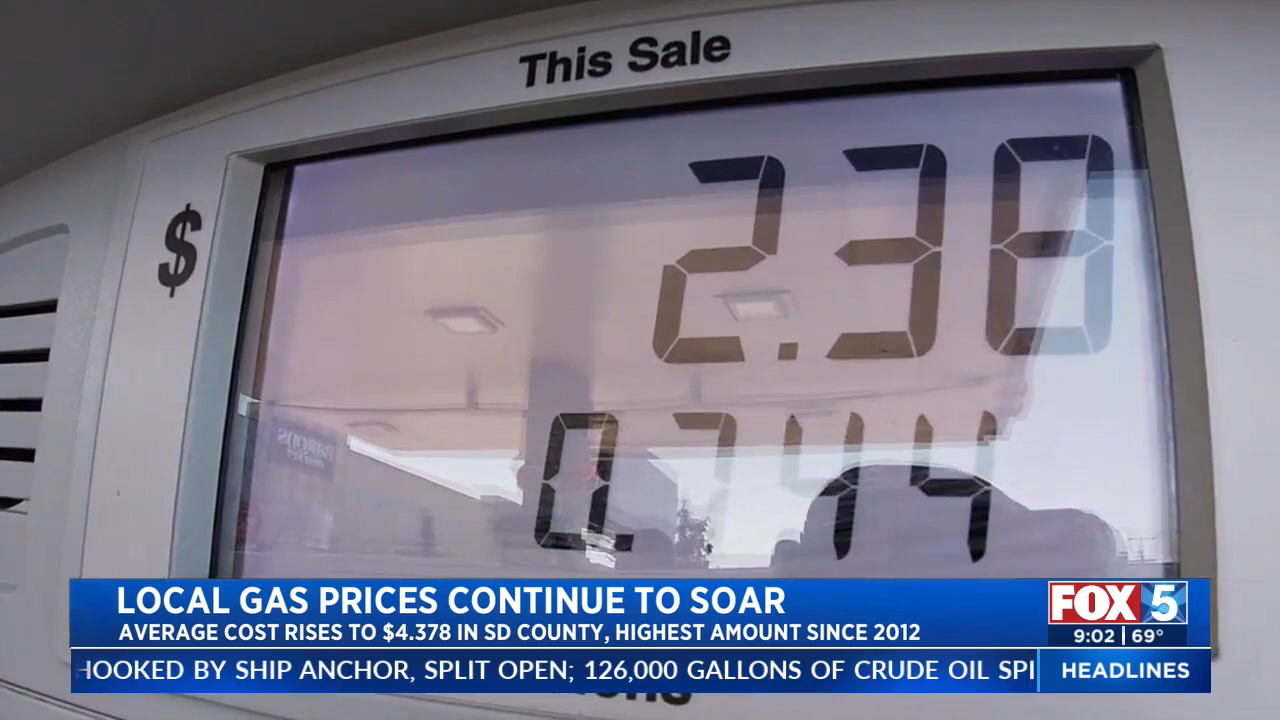 This Sale
$
2.38
0.744
LOCAL GAS PRICES CONTINUE TO SOAR
AVERAGE COST RISES TO $4.378 IN SD COUNTY, HIGHEST AMOUNT SINCE 2012
FOX 5
9:02 | 69°
HOOKED BY SHIP ANCHOR, SPLIT OPEN; 126,000 GALLONS OF CRUDE OIL SPI
HEADLINES